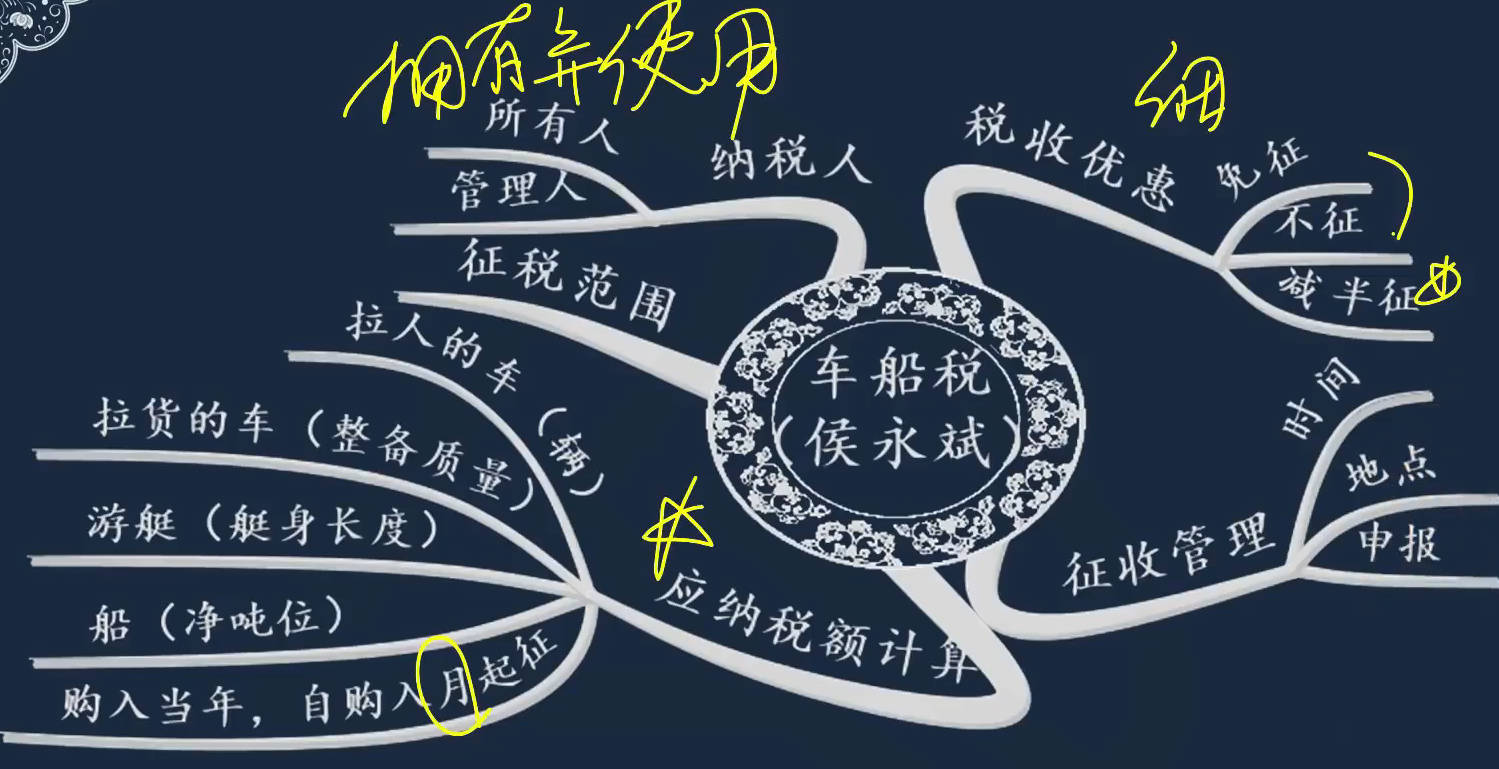 拥有并使用
细
所有人
管理人
纳税人
征税范围
税收优惠
免征
不征
减半征
车船税
（侯永斌）
拉人的车（辆）
拉货的车（整备质量）
游艇（艇身长度）
船（净吨位）
购入当年，自购入月起征
应纳税额计算
征收管理
时间
地点
申报